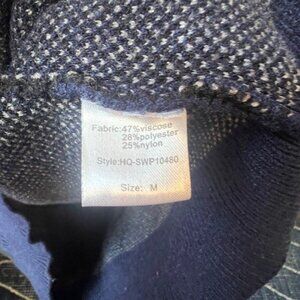 Fabric:47%viscose
28%polyester
25%nylon
Style:HQ-SWP10480
Size: M